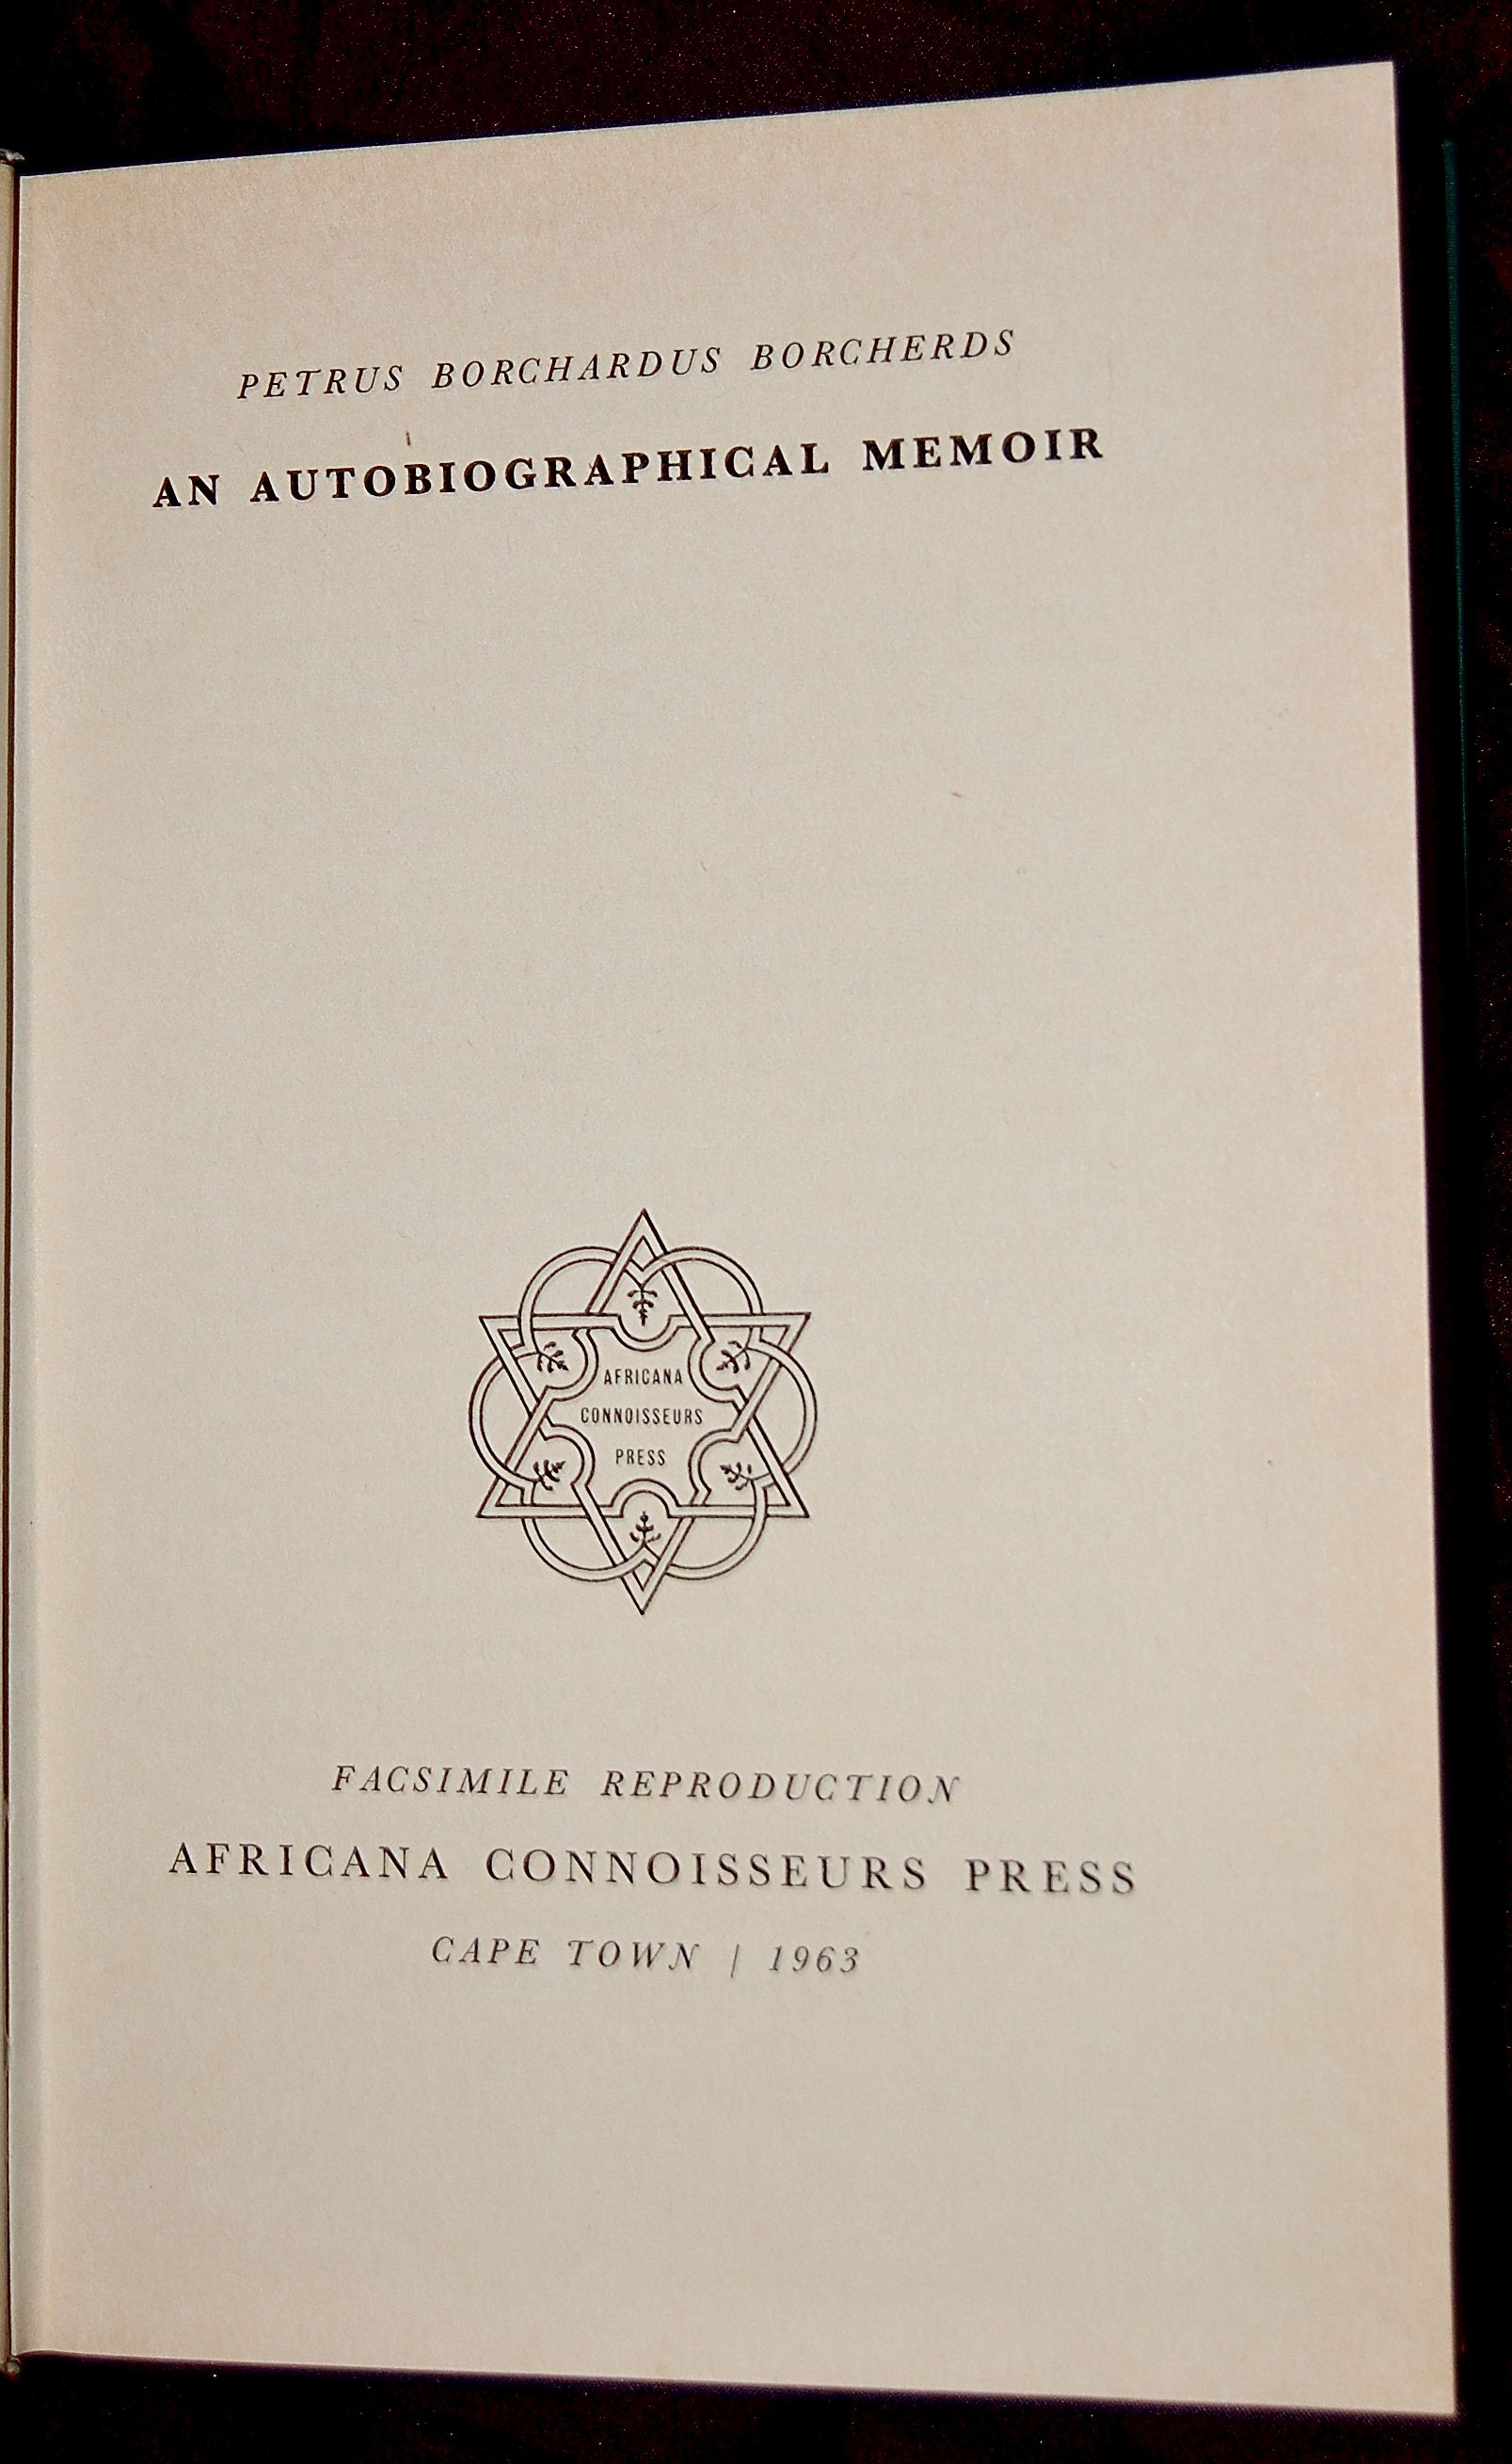 PETRUS BORCHARDUS BORCHERDS
AN AUTOBIOGRAPHICAL MEMOIR
AFRICANA
CONNOISSEURS
PRESS
FACSIMILE REPRODUCTION
AFRICANA CONNOISSEURS PRESS
CAPE TOWN | 1963